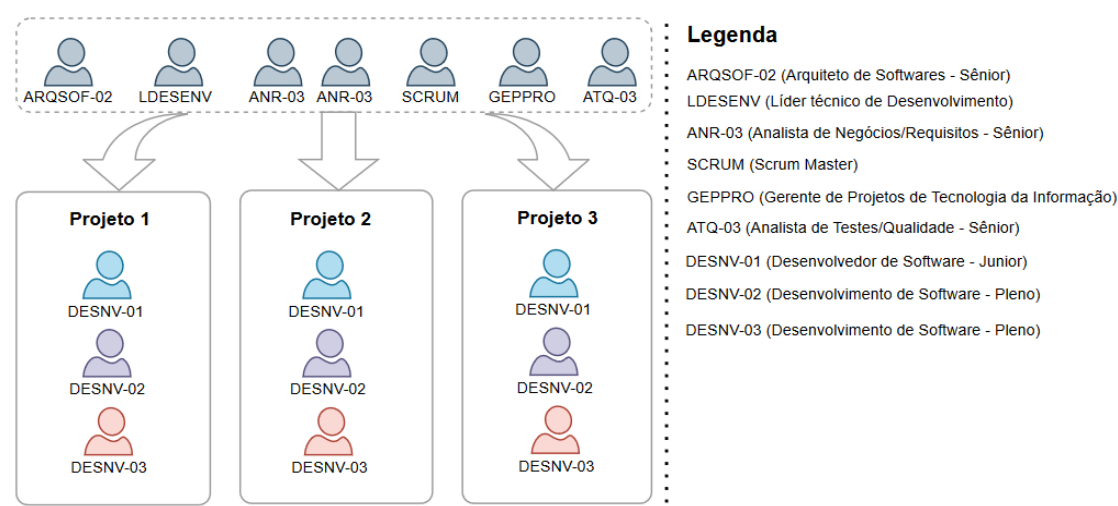 ARQSOF-02 LDESENV ANR-03 ANR-03 SCRUM GEPPRO ATQ-03
Projeto 1
DESNV-01
DESNV-02
DESNV-03
Projeto 2
DESNV-01
DESNV-02
DESNV-03
Projeto 3
DESNV-01
DESNV-02
DESNV-03
Legenda
ARQSOF-02 (Arquiteto de Softwares - Sênior)
LDESENV (Líder técnico de Desenvolvimento)
ANR-03 (Analista de Negócios/Requisitos - Sênior)
SCRUM (Scrum Master)
GEPPRO (Gerente de Projetos de Tecnologia da Informação)
ATQ-03 (Analista de Testes/Qualidade - Sênior)
DESNV-01 (Desenvolvedor de Software - Junior)
DESNV-02 (Desenvolvimento de Software - Pleno)
DESNV-03 (Desenvolvimento de Software - Pleno)